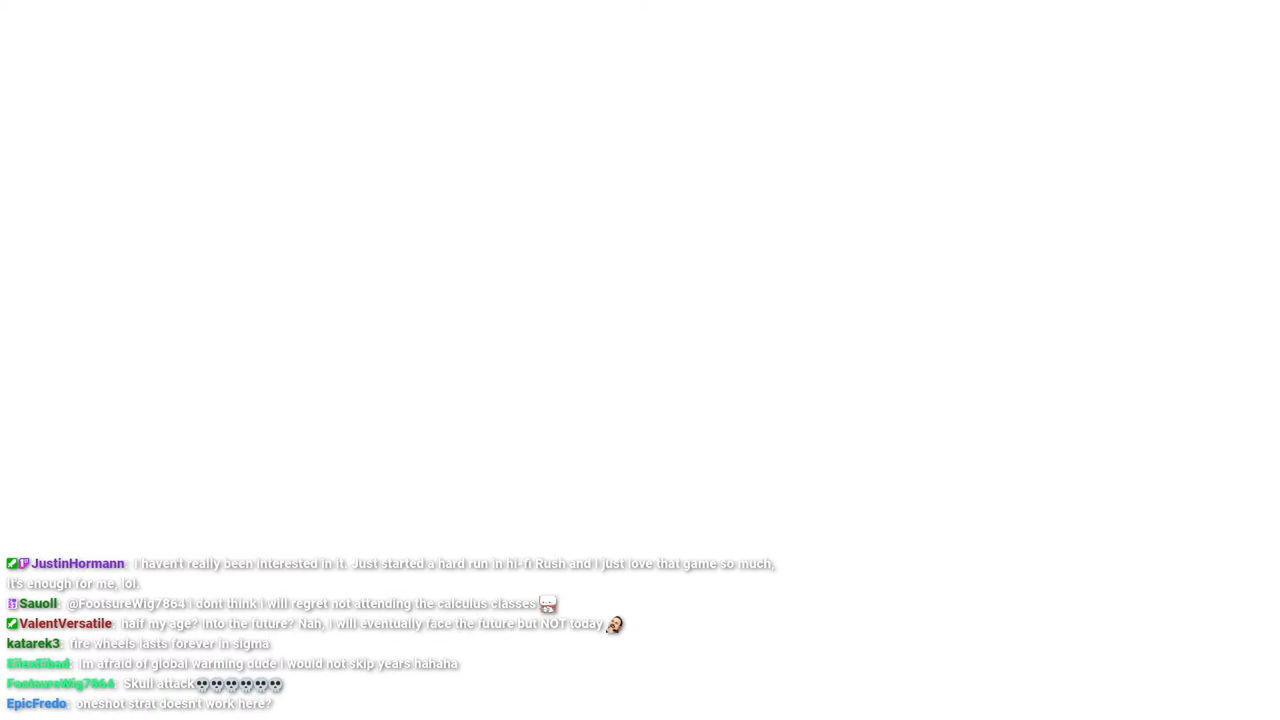 JustinHormann: I haven't really been interested in it. Just started a hard run in hi-fi Rush and I just love that game so much,
it's enough for me, lol.
Sauoll: @FootsureWig7864 i dont think i will regret not attending the calculus classes
ValentVersatile: half my age? Into the future? Nah, I will eventually face the future but NOT today
katarek3: fire wheels lasts forever in sigma
: Im afraid of global warming dude I would not skip years hahaha
FootsureWig7864: Skull attack💀💀💀💀💀💀
EpicFredo: oneshot strat doesn't work here?